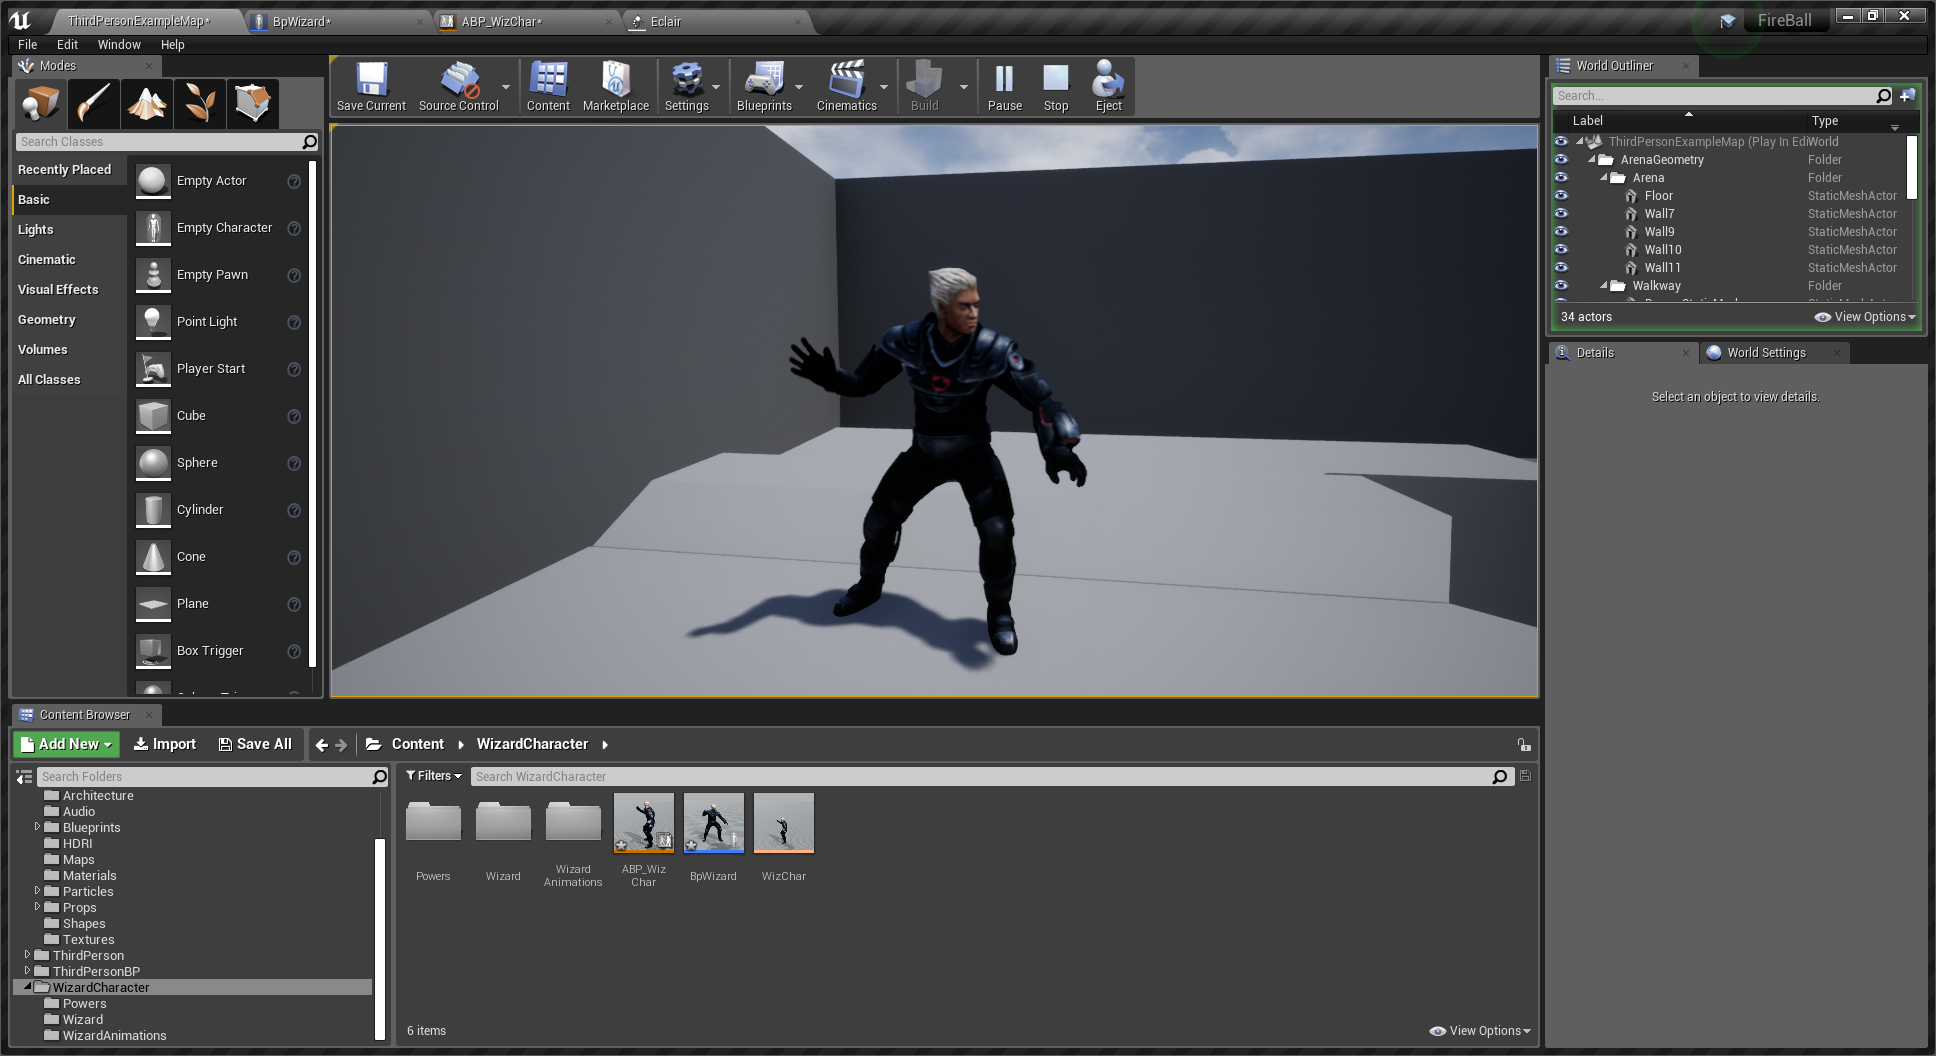 ThirdPersonExampleMap*
BpWizard*
ABP_WizChar*
Eclair
FireBall
File Edit Window Help
Modes
Save Current
Source Control
Content
Marketplace
Settings
Blueprints
Cinematics
Build
Pause
Stop
Eject
Search Classes
Recently Placed
Basic
Lights
Cinematic
Visual Effects
Geometry
Volumes
All Classes
Empty Actor
Empty Character
Empty Pawn
Point Light
Player Start
Cube
Sphere
Cylinder
Cone
Plane
Box Trigger
World Outliner
Search...
Label Type
ThirdPersonExampleMap (Play In Edi World
ArenaGeometry Folder
Arena Folder
Floor StaticMeshActor
Wall7 StaticMeshActor
Wall9 StaticMeshActor
Wall10 StaticMeshActor
Wall11 StaticMeshActor
Walkway Folder
34 actors View Options
Details
World Settings
Select an object to view details.
Content Browser
Add New Import Save All Content WizardCharacter
Search Folders
Architecture
Audio
Blueprints
HDRI
Maps
Materials
Particles
Props
Shapes
Textures
ThirdPerson
ThirdPersonBP
WizardCharacter
Powers
Wizard
WizardAnimations
Filters
Search WizardCharacter
Powers
Wizard
Wizard
Animations
ABP_Wiz
Char
BpWizard
WizChar
6 items View Options